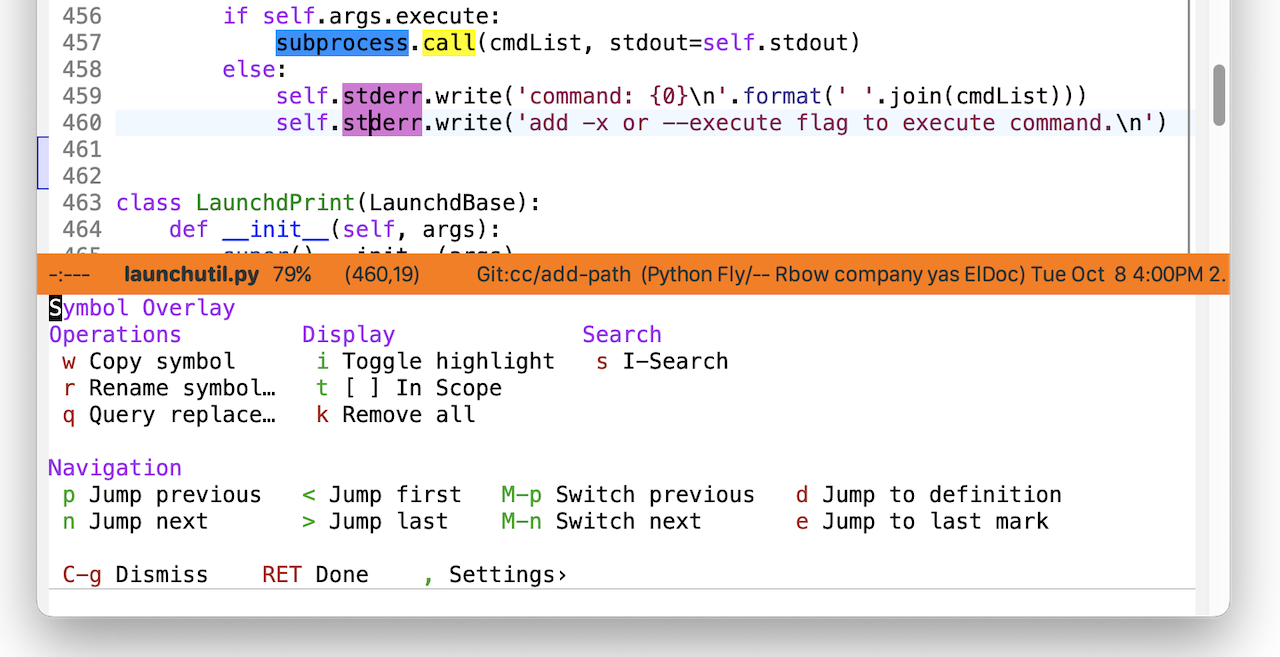 456         if self.args.execute:
457             subprocess.call(cmdList, stdout=self.stdout)
458         else:
459             self.stderr.write('command: {0}\n'.format(' '.join(cmdList)))
460             self.stderr.write('add -x or --execute flag to execute command.\n')
461
462
463 class LaunchdPrint(LaunchdBase):
464     def __init__(self, args):
465         super().__init__(args)
-:--- launchutil.py 79% (460,19) Git:cc/add-path (Python Fly/-- Rbow company yas ElDoc) Tue Oct 8 4:00PM 2.
Symbol Overlay
Operations         Display              Search
w Copy symbol      i Toggle highlight   s I-Search
r Rename symbol…   t [ ] In Scope
q Query replace…   k Remove all
Navigation
p Jump previous   < Jump first   M-p Switch previous   d Jump to definition
n Jump next       > Jump last    M-n Switch next       e Jump to last mark
C-g Dismiss    RET Done    , Settings›